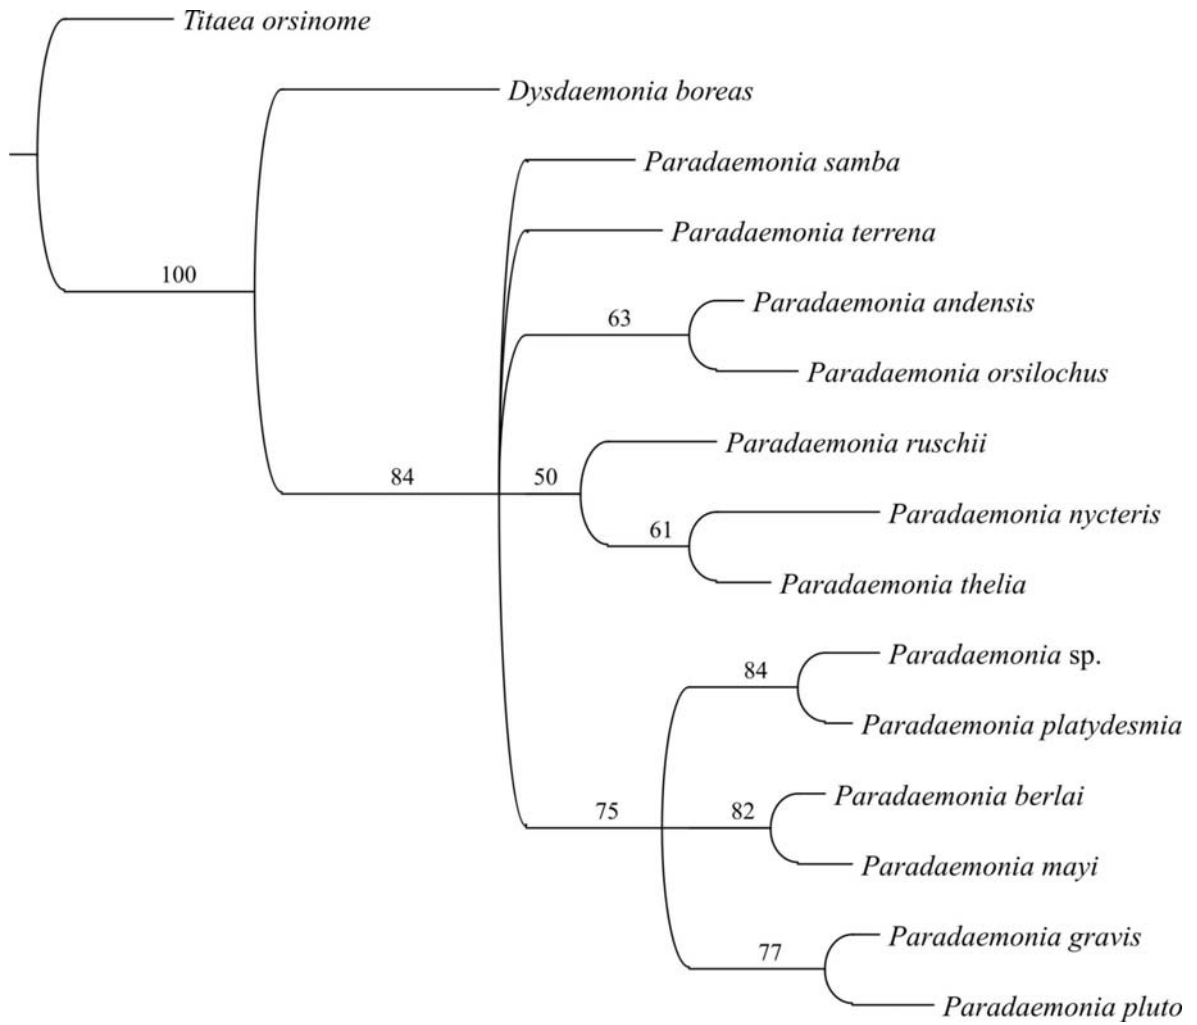 Titaea orsinome
Dysdaemonia boreas
Paradaemonia samba
Paradaemonia terrena
100
Paradaemonia andensis
63
Paradaemonia orsilochus
Paradaemonia ruschii
84
50
Paradaemonia nycteris
61
Paradaemonia thelia
Paradaemonia sp.
84
Paradaemonia platydesmia
Paradaemonia berlai
75
82
Paradaemonia mayi
Paradaemonia gravis
77
Paradaemonia pluto